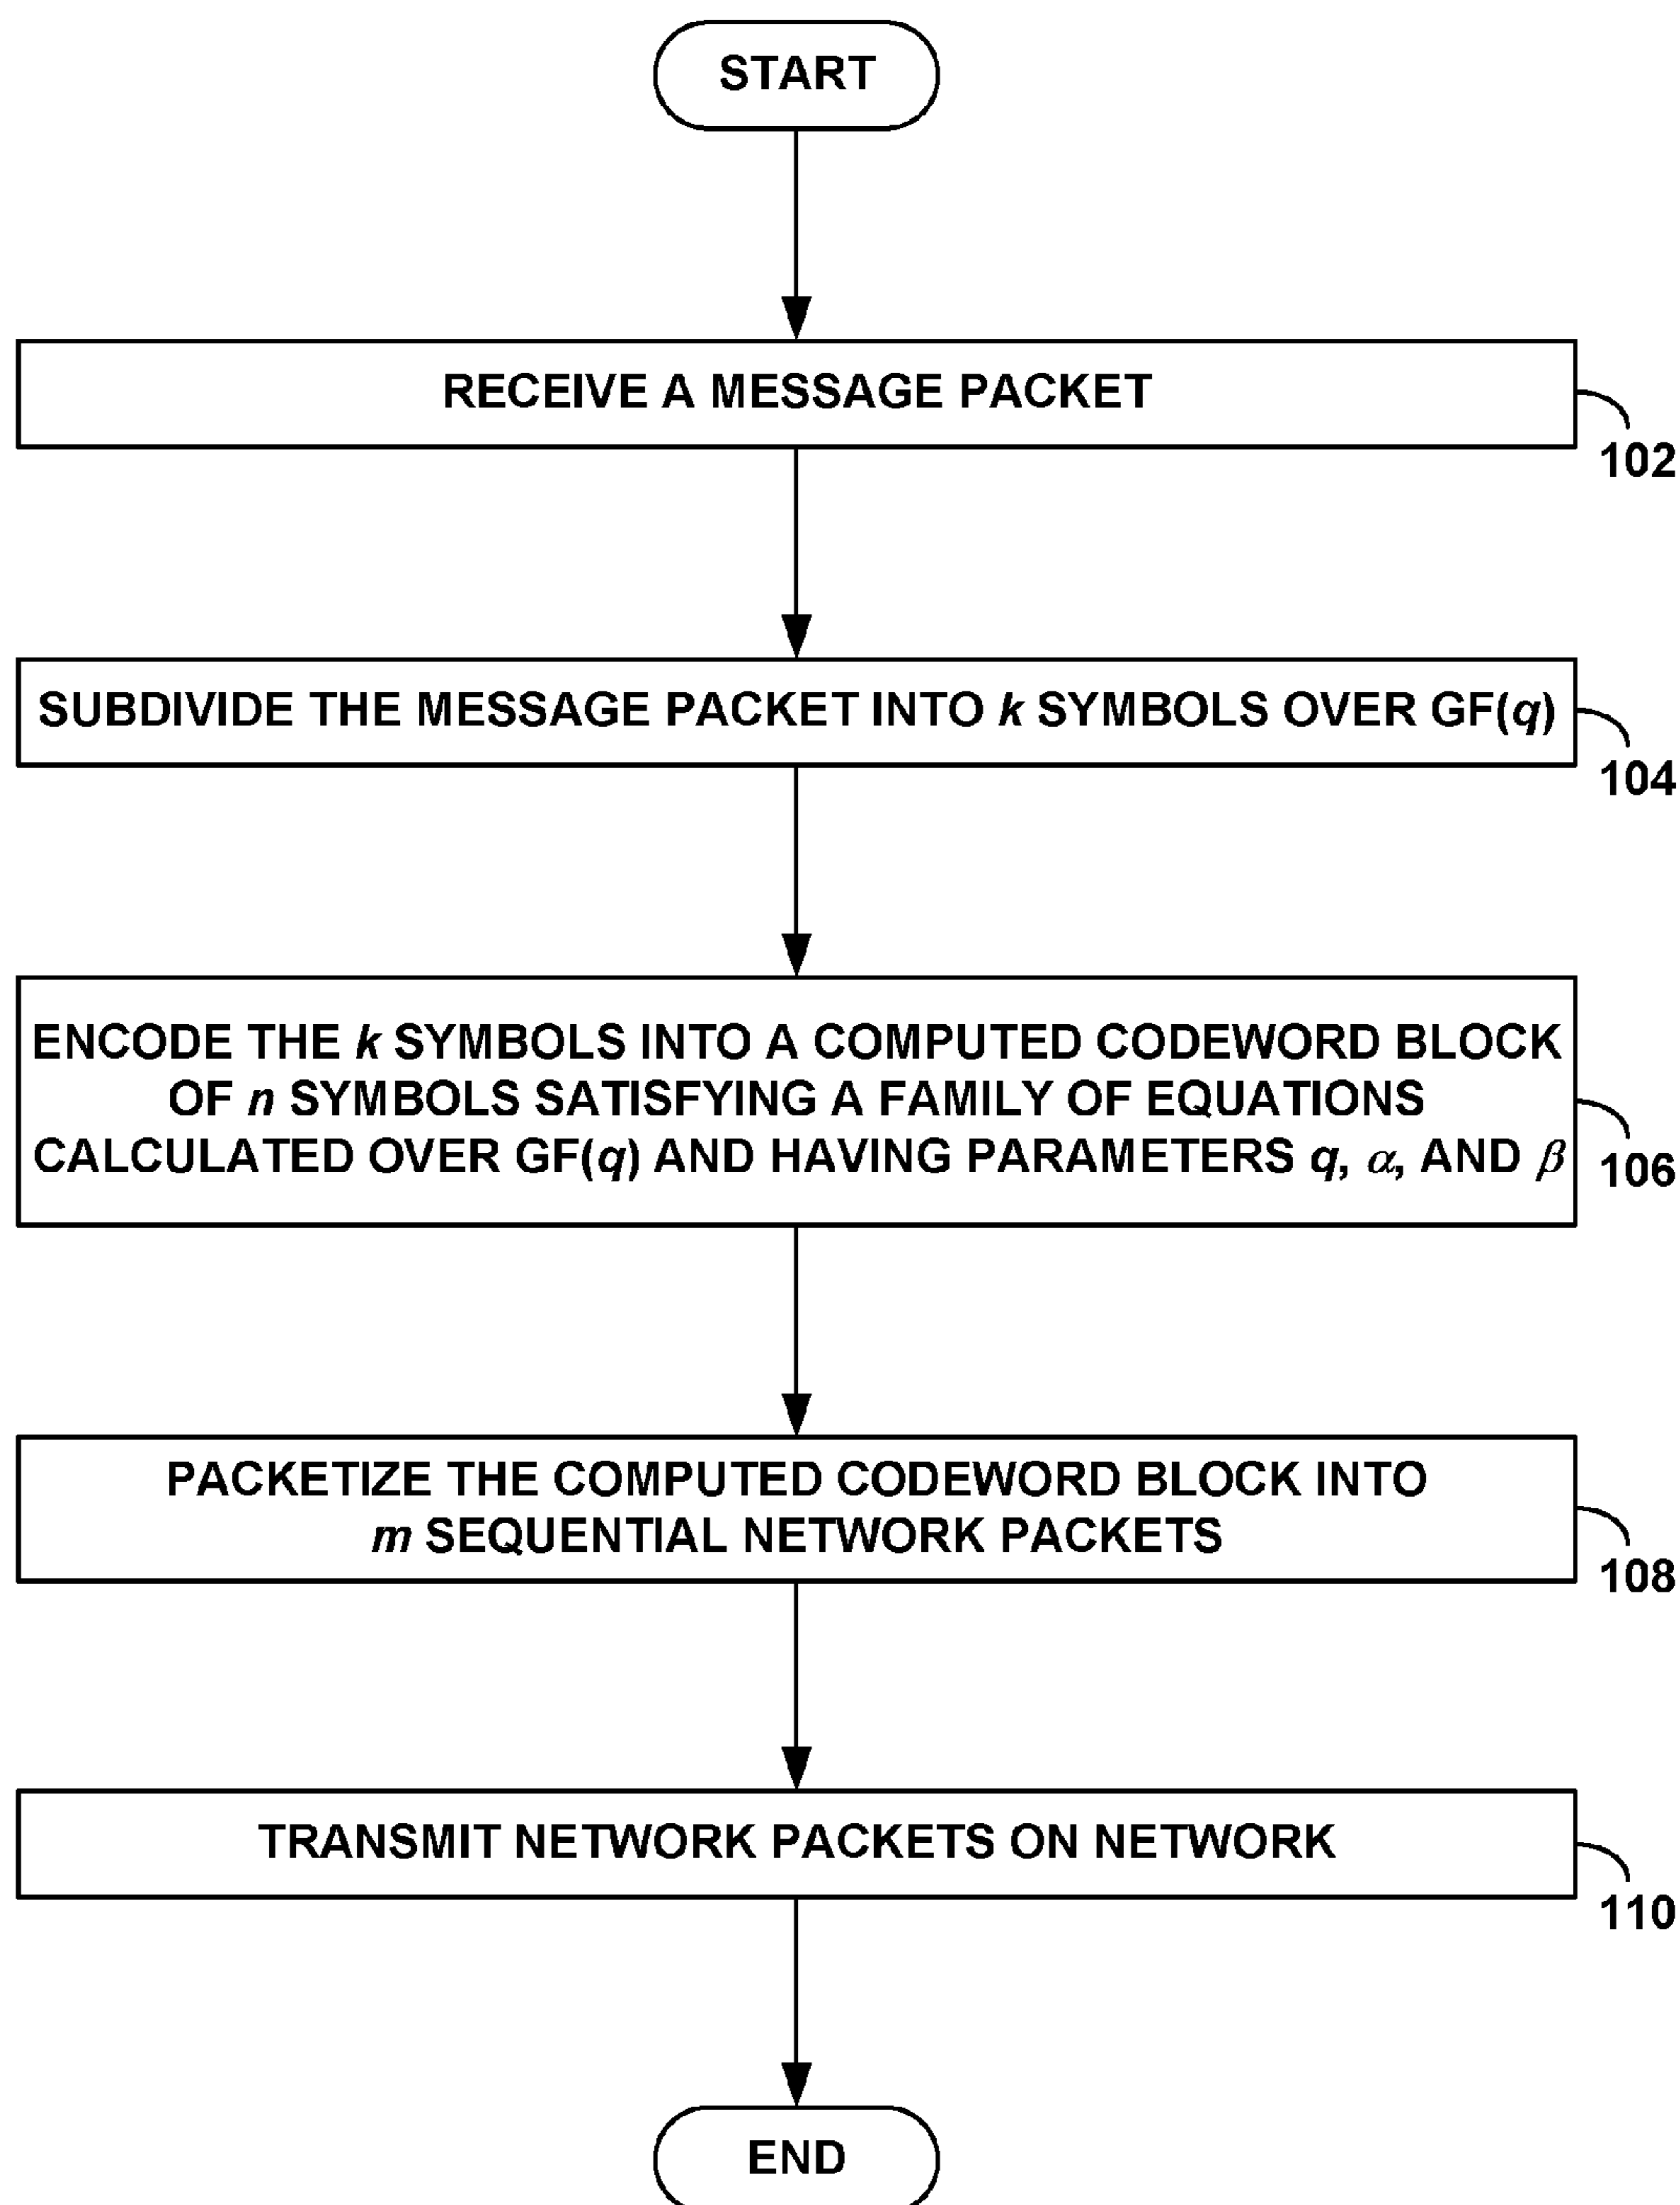 START
RECEIVE A MESSAGE PACKET
102
SUBDIVIDE THE MESSAGE PACKET INTO k SYMBOLS OVER GF(q)
104
ENCODE THE k SYMBOLS INTO A COMPUTED CODEWORD BLOCK
OF n SYMBOLS SATISFYING A FAMILY OF EQUATIONS
CALCULATED OVER GF(q) AND HAVING PARAMETERS q, α, AND β
106
PACKETIZE THE COMPUTED CODEWORD BLOCK INTO
m SEQUENTIAL NETWORK PACKETS
108
TRANSMIT NETWORK PACKETS ON NETWORK
110
END